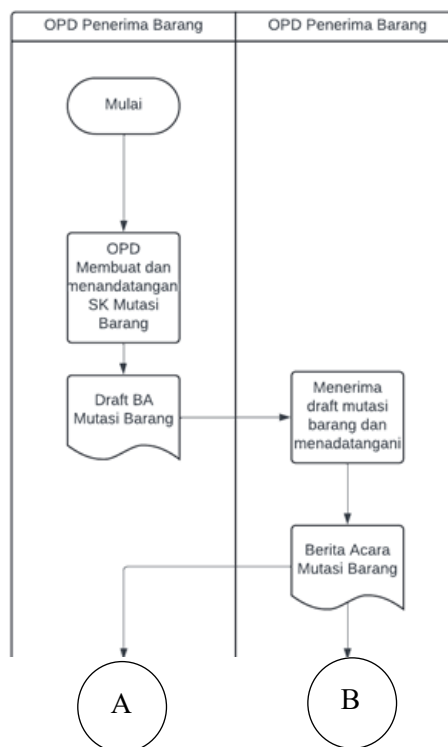 OPD Penerima Barang
OPD Penerima Barang
Mulai
OPD
Membuat dan
menandatangan
SK Mutasi
Barang
Draft BA
Mutasi Barang
Menerima
draft mutasi
barang dan
menadatangani
Berita Acara
Mutasi Barang
A
B